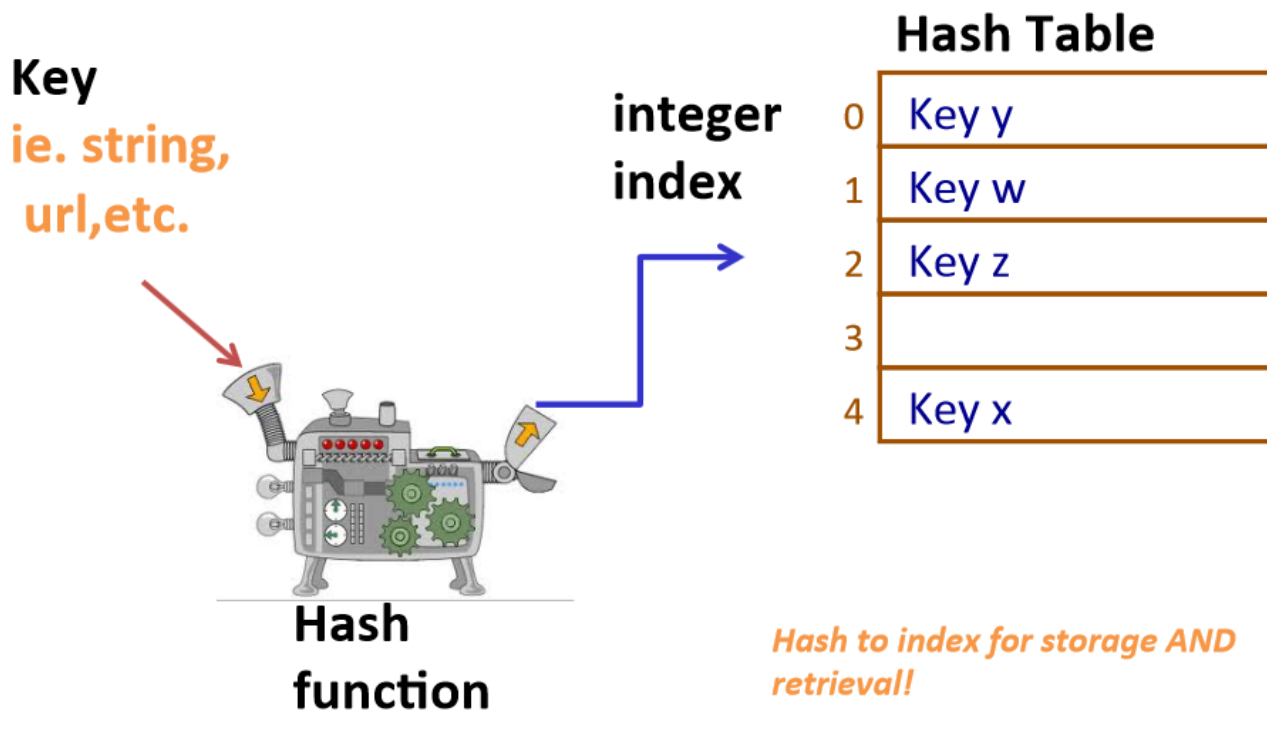 Key
ie. string,
url,etc.
Hash
function
integer
index
Hash Table
0 Key y
1 Key w
2 Key z
3
4 Key x
Hash to index for storage AND
retrieval!